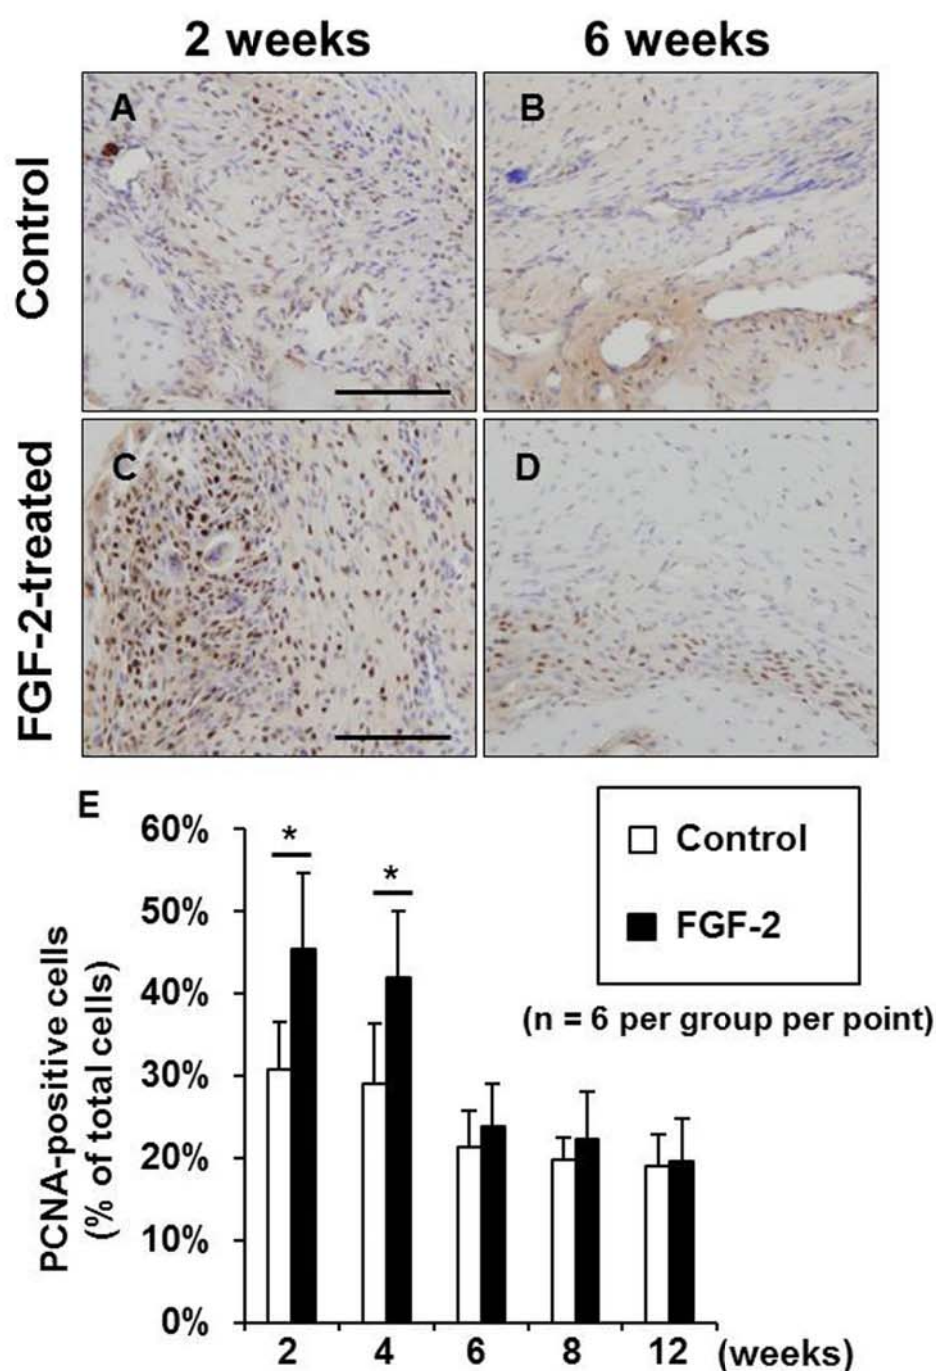 2 weeks 6 weeks
Control
A B
FGF-2-treated
C D
E
PCNA-positive cells
(% of total cells)
60%
50%
40%
30%
20%
10%
0%
*
*
Control
FGF-2
(n = 6 per group per point)
2 4 6 8 12 (weeks)